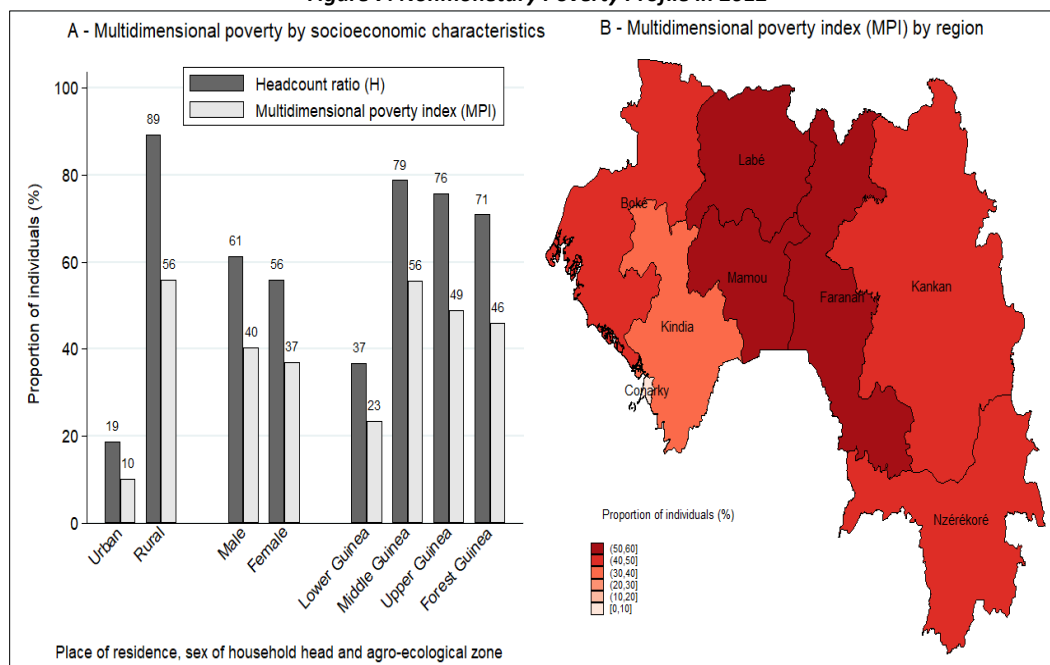 A - Multidimensional poverty by socioeconomic characteristics
Headcount ratio (H)
Multidimensional poverty index (MPI)
Proportion of individuals (%)
100
80
60
40
20
0
19
10
89
56
61
40
56
37
37
23
79
56
76
49
71
46
Urban
Rural
Male
Female
Lower Guinea
Middle Guinea
Upper Guinea
Forest Guinea
Place of residence, sex of household head and agro-ecological zone
B - Multidimensional poverty index (MPI) by region
Labé
Boké
Mamou
Faranah
Kankan
Kindia
Conarky
Nzérékoré
Proportion of individuals (%)
(50,60]
(40,50]
(30,40]
(20,30]
(10,20]
[0,10]